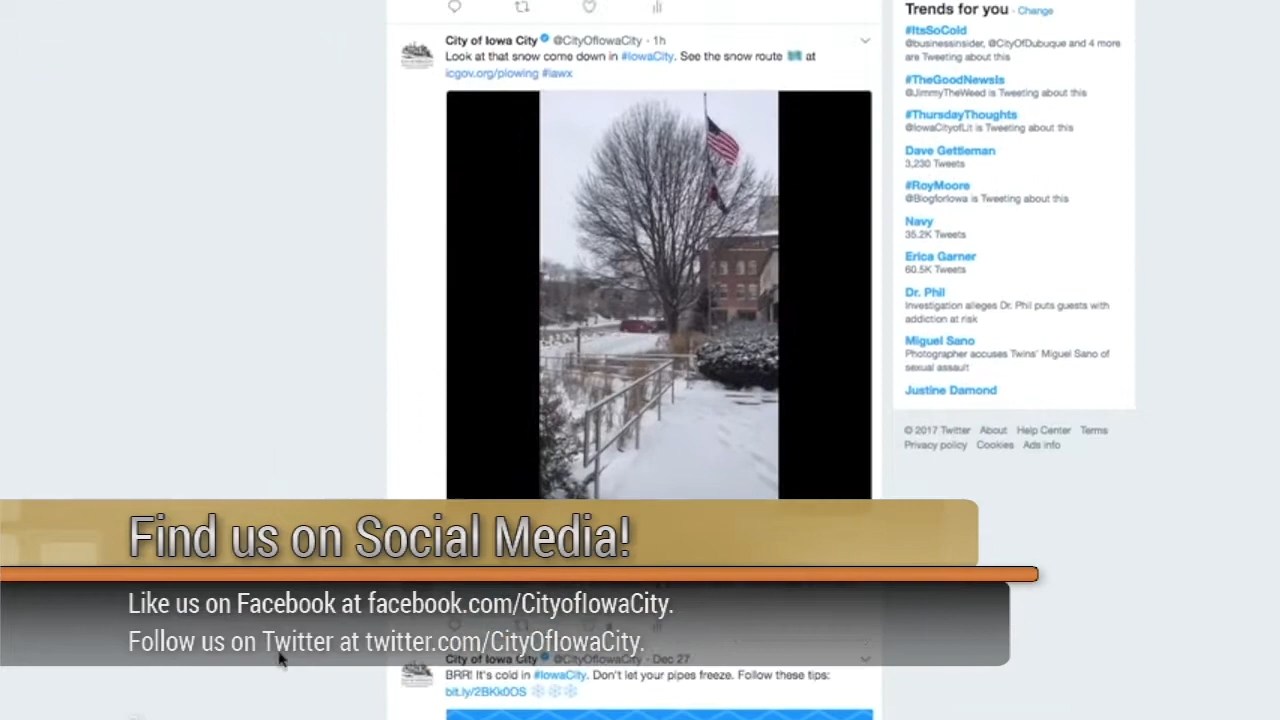 City of Iowa City @CityOfIowaCity · 1h
Look at that snow come down in #IowaCity. See the snow route at
icgov.org/plowing #iawx
Trends for you · Change
#ItsSoCold
@businessinsider, @CityOfDubuque and 4 more
are Tweeting about this
#TheGoodNewsIs
@JimmyTheWeed is Tweeting about this
#ThursdayThoughts
@IowaCityofLit is Tweeting about this
Dave Gettleman
3,230 Tweets
#RoyMoore
@BlogforIowa is Tweeting about this
Navy
35.2K Tweets
Erica Garner
60.5K Tweets
Dr. Phil
Investigation alleges Dr. Phil puts guests with
addiction at risk
Miguel Sano
Photographer accuses Twins' Miguel Sano of
sexual assault
Justine Damond
© 2017 Twitter About Help Center Terms
Privacy policy Cookies Ads info
Find us on Social Media!
Like us on Facebook at facebook.com/CityofIowaCity.
Follow us on Twitter at twitter.com/CityOfIowaCity.
City of Iowa City @CityOfIowaCity · Dec 27
BRR! It's cold in #IowaCity. Don't let your pipes freeze. Follow these tips:
bit.ly/2BKk0OS